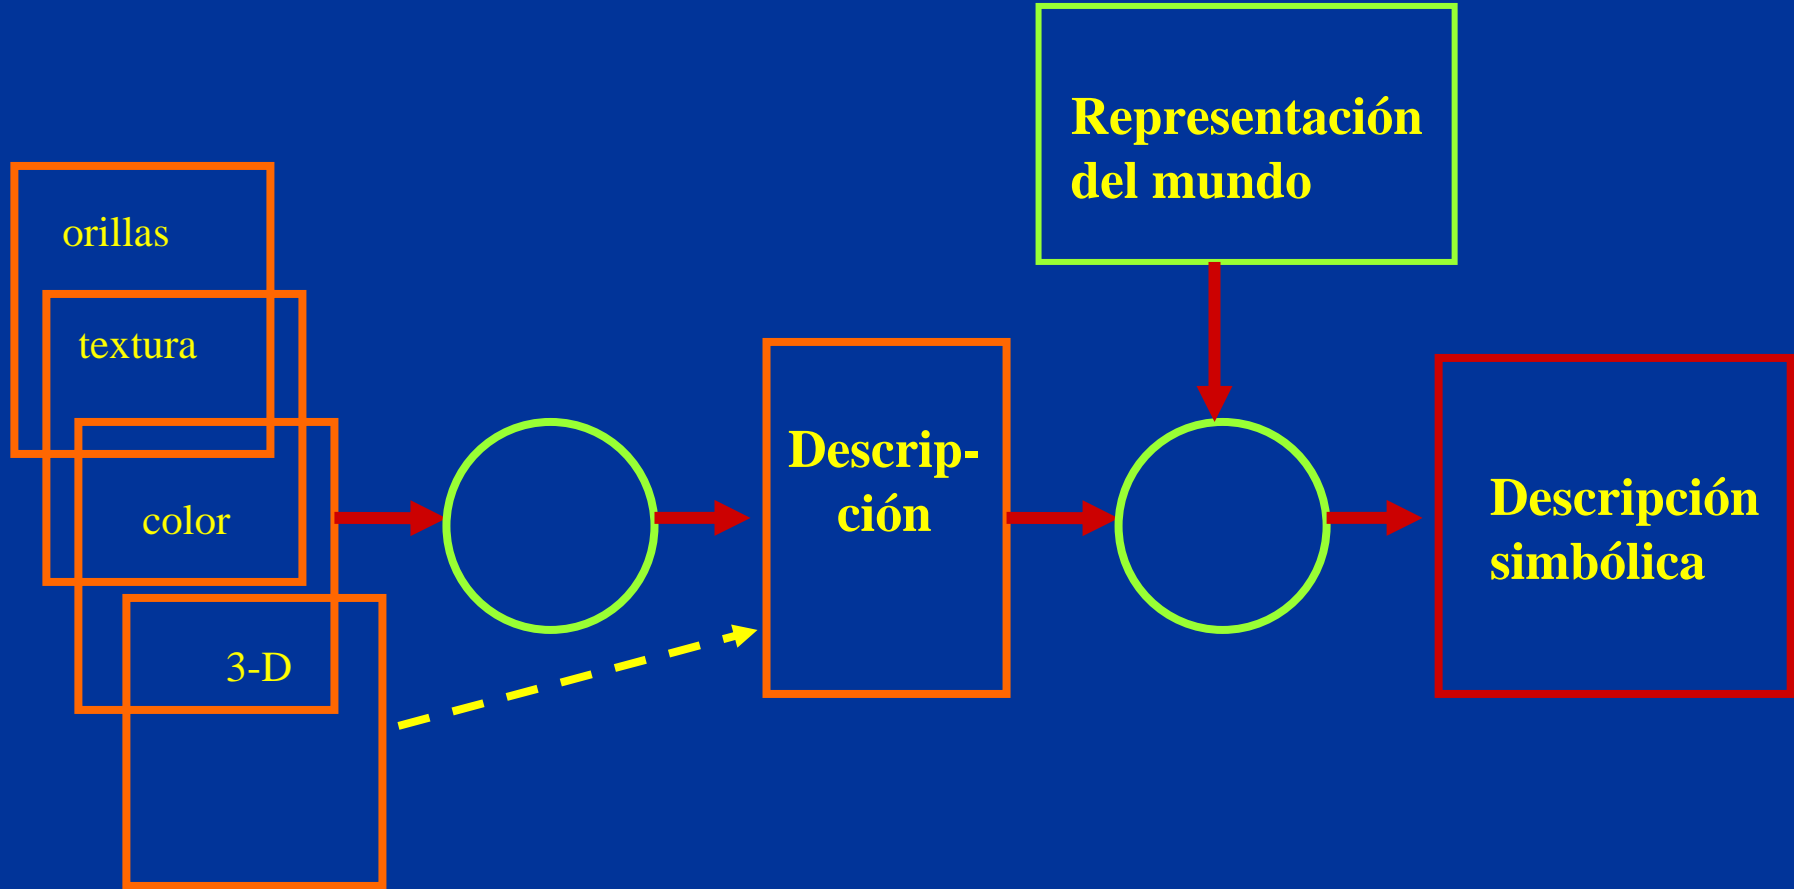 orillas
textura
color
3-D
Descrip-
ción
Representación
del mundo
Descripción
simbólica